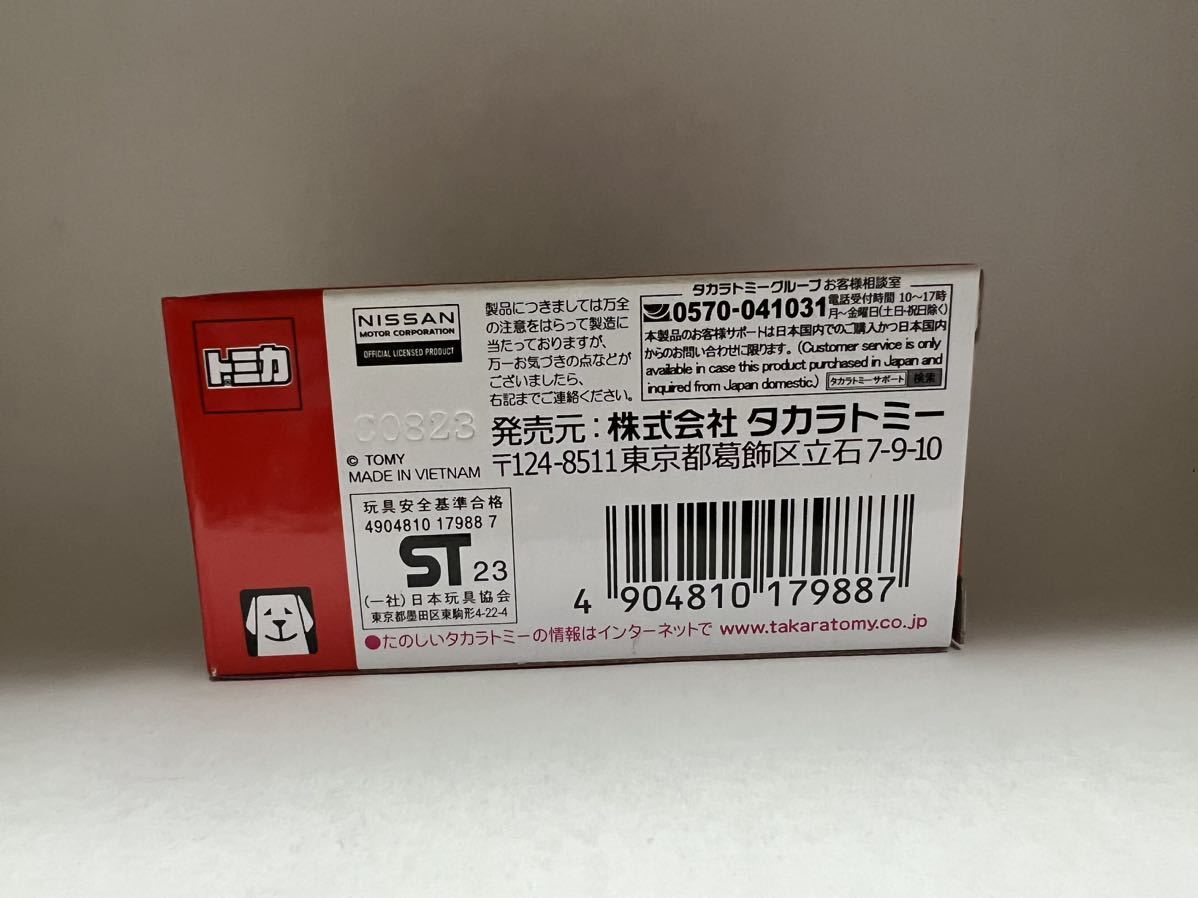 トミカ
NISSAN
MOTOR CORPORATION
OFFICIAL LICENSED PRODUCT
製品につきましては万全
の注意をはらって製造に
当たっておりますが、
万一お気づきの点などが
ございましたら、
右記までご連絡ください。
タカラトミーグループ お客様相談室
0570-041031 電話受付時間 10〜17時
月〜金曜日(土日・祝日除く)
本製品のお客様サポートは日本国内でのご購入かつ日本国内
からのお問い合わせに限ります。(Customer service is only
available in case this product purchased in Japan and
inquired from Japan domestic.) タカラトミーサポート 検索
C0823
© TOMY
MADE IN VIETNAM
発売元：株式会社 タカラトミー
〒124-8511 東京都葛飾区立石 7-9-10
玩具安全基準合格
4904810 17988 7
ST 23
(一社)日本玩具協会
東京都墨田区東駒形4-22-4
4 904810 179887
●たのしいタカラトミーの情報はインターネットで www.takaratomy.co.jp